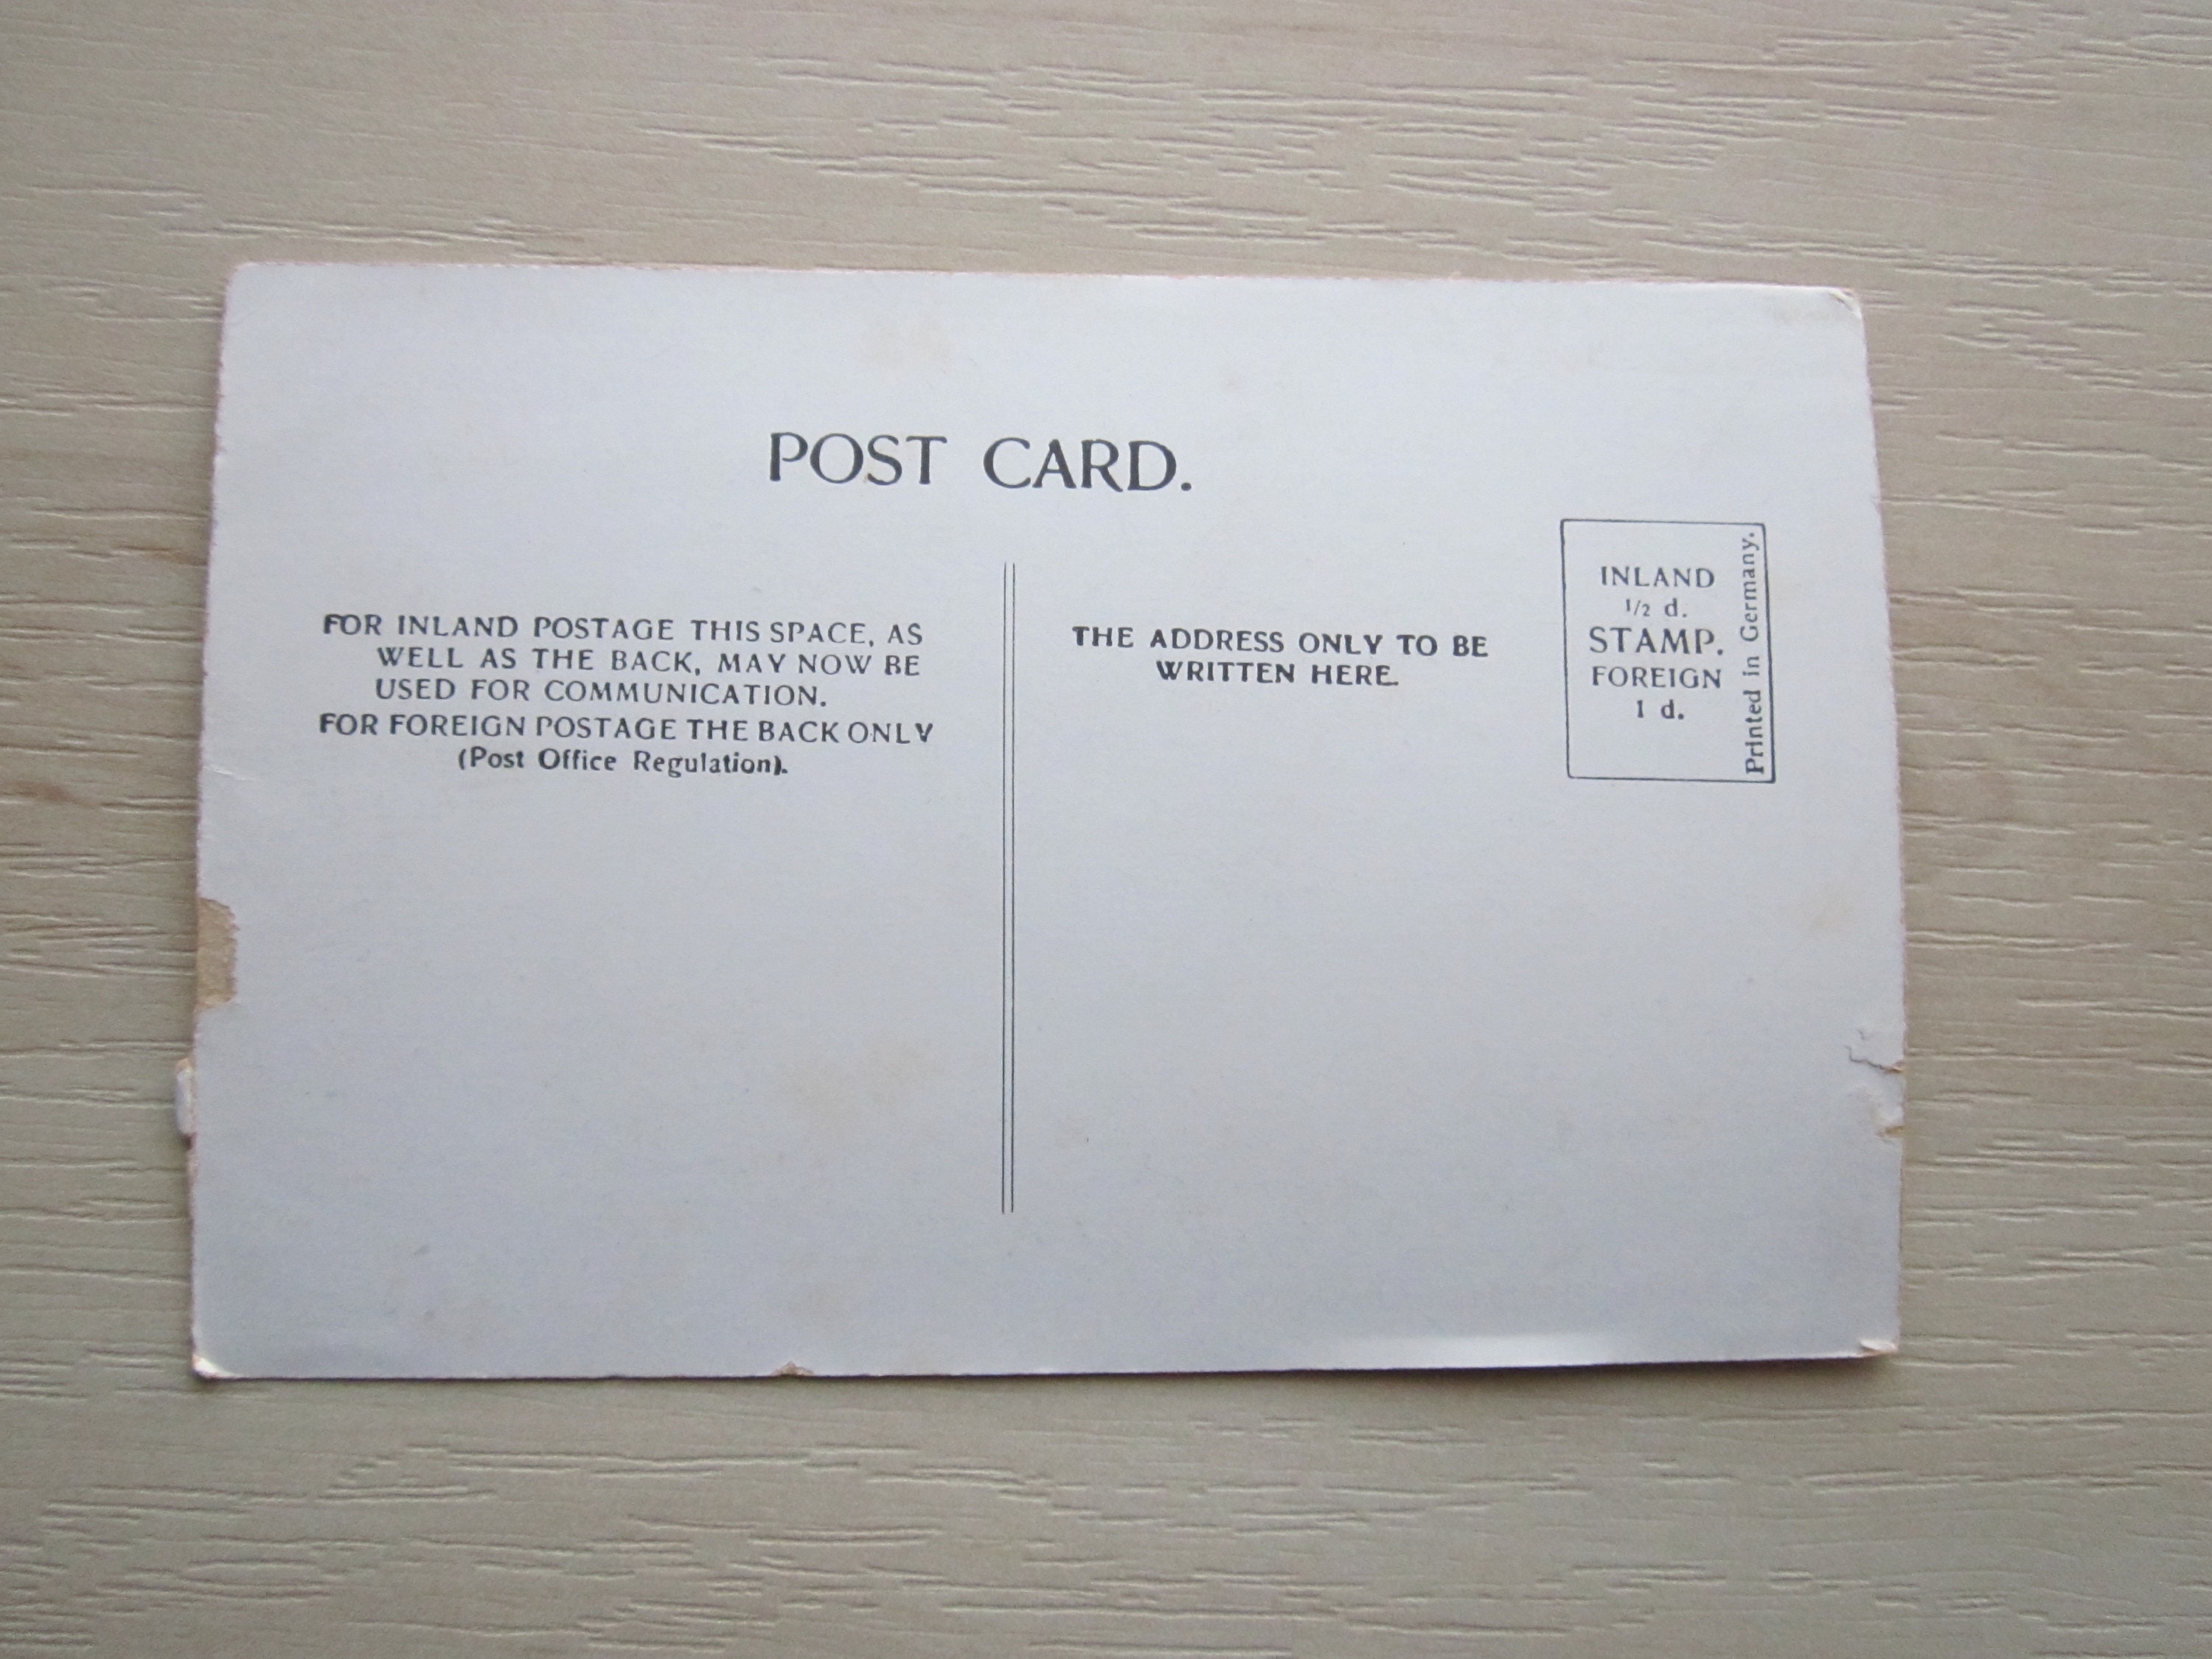 POST CARD.
FOR INLAND POSTAGE THIS SPACE, AS
WELL AS THE BACK, MAY NOW BE
USED FOR COMMUNICATION.
FOR FOREIGN POSTAGE THE BACK ONLY
(Post Office Regulation).
THE ADDRESS ONLY TO BE
WRITTEN HERE.
INLAND
1/2 d.
STAMP.
FOREIGN
1 d.
Printed in Germany.